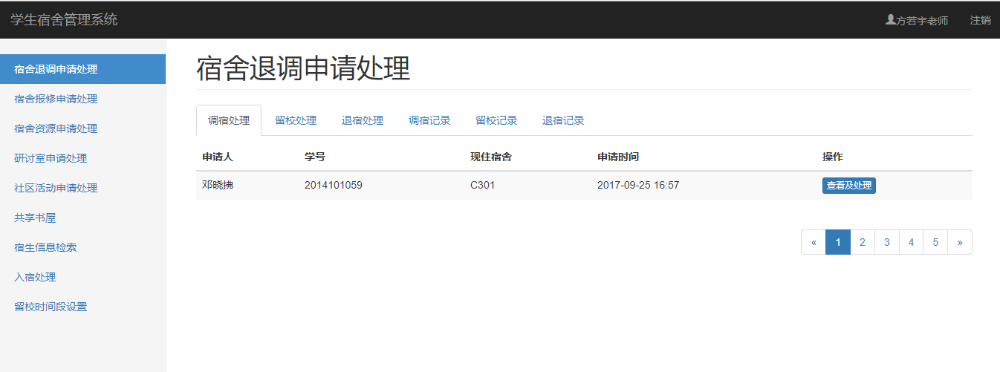 学生宿舍管理系统
方若宇老师 注销
宿舍退调申请处理
宿舍报修申请处理
宿舍资源申请处理
研讨室申请处理
社区活动申请处理
共享书屋
宿生信息检索
入宿处理
留校时间段设置
宿舍退调申请处理
调宿处理 留校处理 退宿处理 调宿记录 留校记录 退宿记录
申请人 学号 现住宿舍 申请时间 操作
邓晓拂 2014101059 C301 2017-09-25 16:57 查看及处理
« 1 2 3 4 5 »